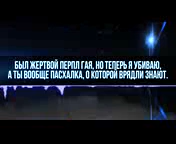 БЫЛ ЖЕРТВОЙ ПЕРПЛ ГАЯ, НО ТЕПЕРЬ Я УБИВАЮ,
А ТЫ ВООБЩЕ ПАСХАЛКА, О КОТОРОЙ ВРЯДЛИ ЗНАЮТ.